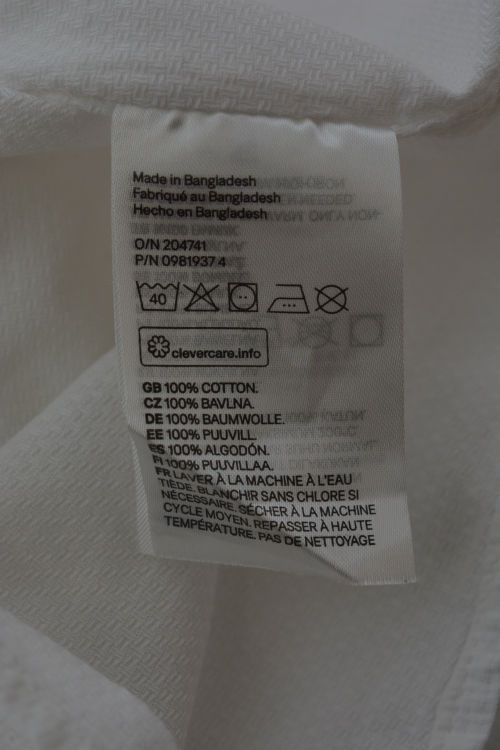 Made in Bangladesh
Fabriqué au Bangladesh
Hecho en Bangladesh
O/N 204741
P/N 0981937 4
40
clevercare.info
GB 100% COTTON.
CZ 100% BAVLNA.
DE 100% BAUMWOLLE.
EE 100% PUUVILL.
ES 100% ALGODÓN.
FI 100% PUUVILLAA.
FR LAVER À LA MACHINE À L'EAU
TIÈDE. BLANCHIR SANS CHLORE SI
NÉCESSAIRE. SÉCHER À LA MACHINE
CYCLE MOYEN. REPASSER À HAUTE
TEMPÉRATURE. PAS DE NETTOYAGE